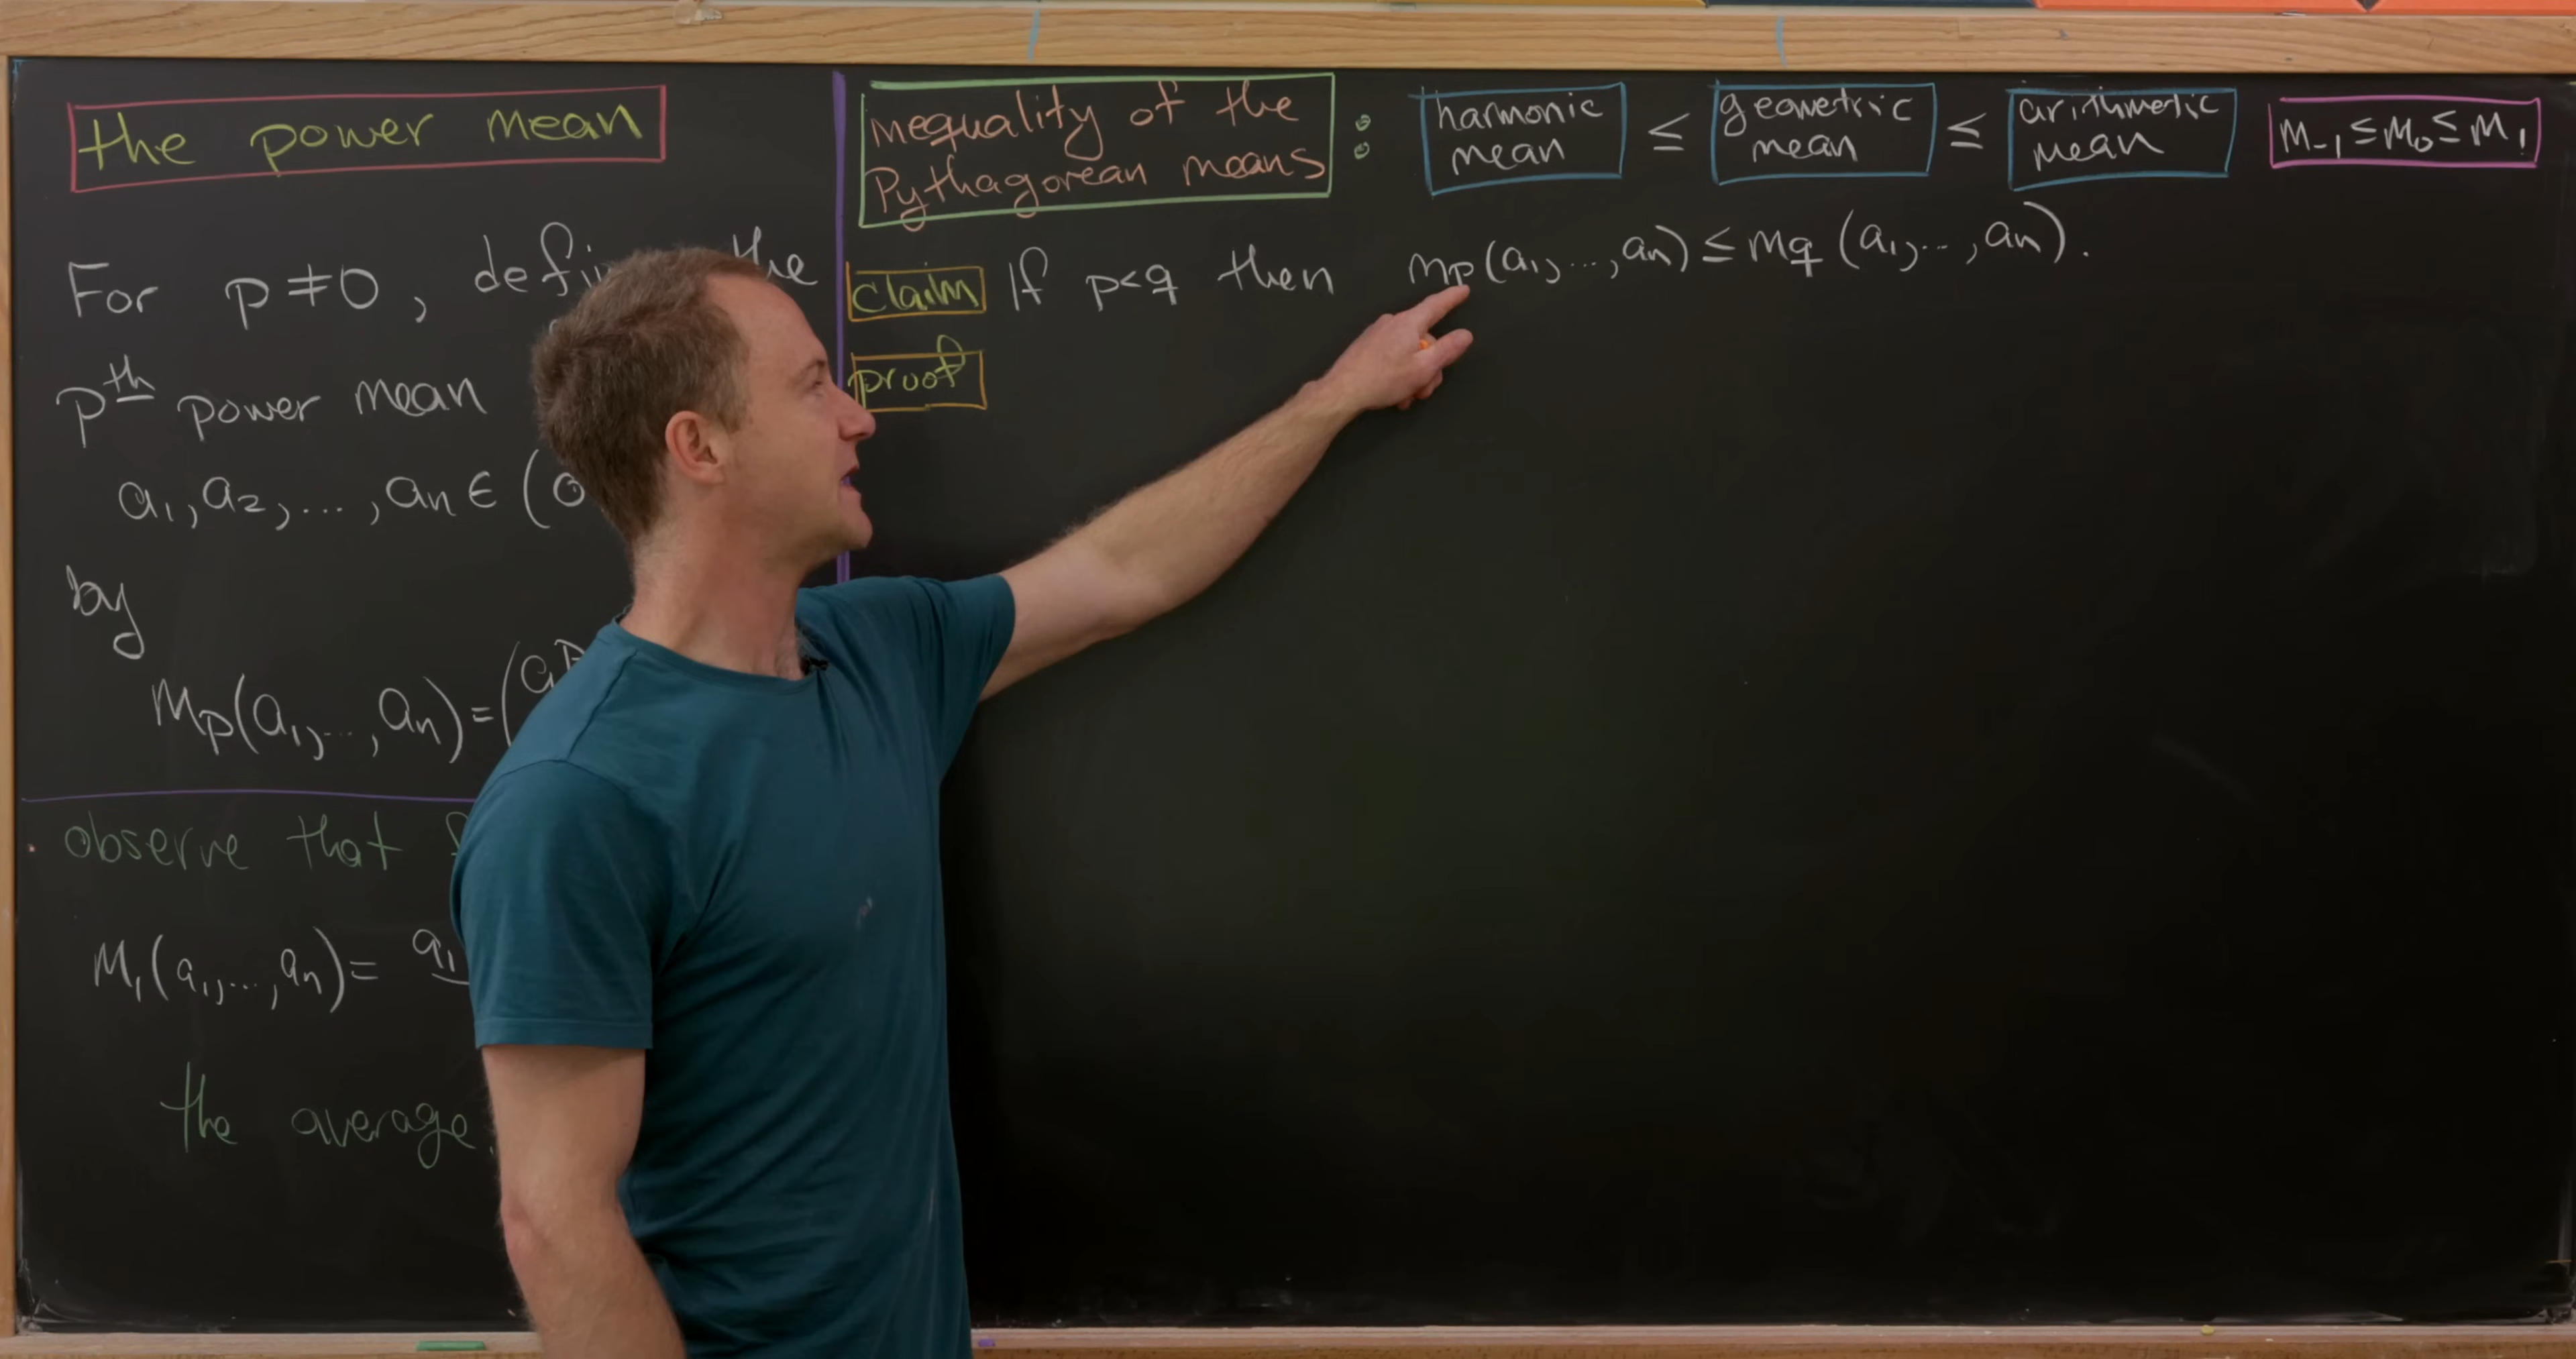 the power mean
For p≠0, the
pth power mean
a1, a2, ..., an ∈ (0
by
Mp(a1, ..., an) = (
observe that
M1(a1, ..., an) = a1
the average
inequality of the
Pythagorean means :
harmonic
mean
≤
geometric
mean
≤
arithmetic
mean
M-1 ≤ M0 ≤ M1
claim If p<q then Mp(a1, ..., an) ≤ Mq(a1, ..., an).
proof